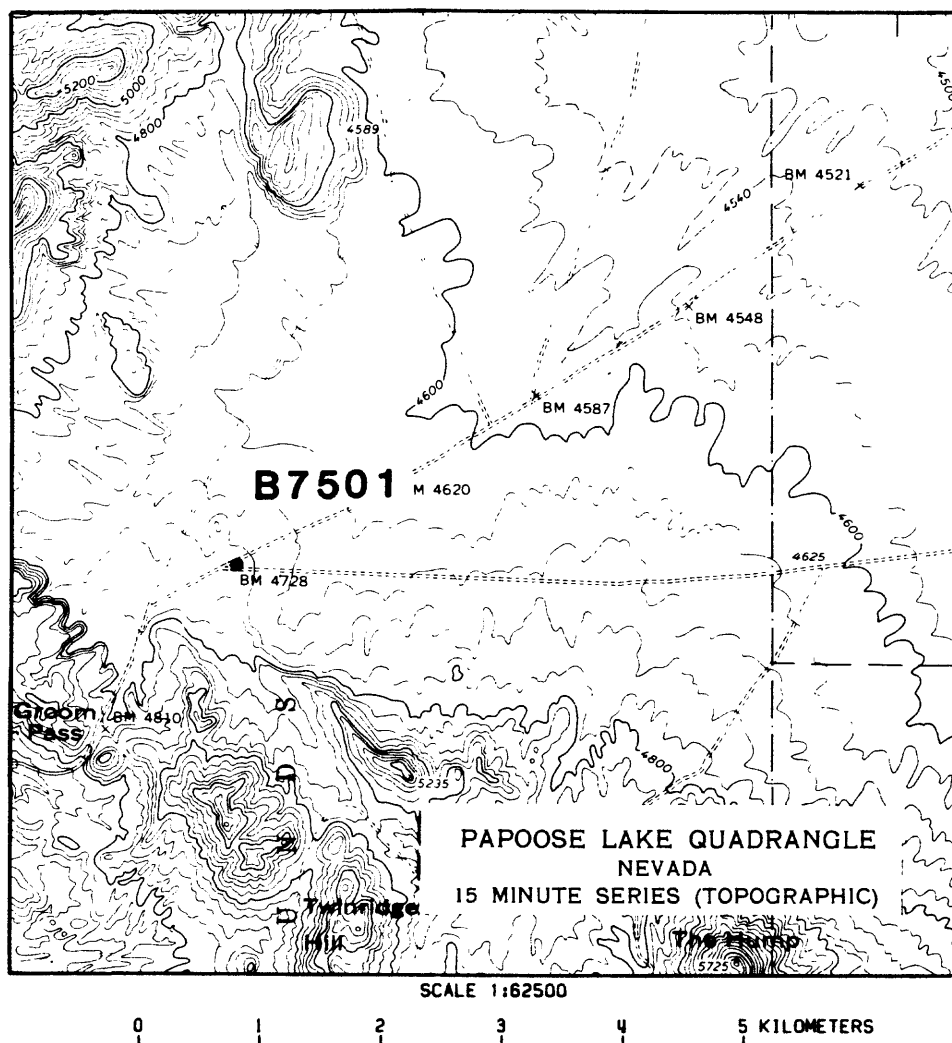 5200
5000
4800
4589
4500
BM 4521
4540
BM 4548
4600
BM 4587
B7501
M 4620
4600
4625
BM 4728
Groom
Pass
BM 4810
S
D
5235
4800
U
Twinridge
Hill
PAPOOSE LAKE QUADRANGLE
NEVADA
15 MINUTE SERIES (TOPOGRAPHIC)
The Hump
5725
SCALE 1:62500
0 1 2 3 4 5 KILOMETERS